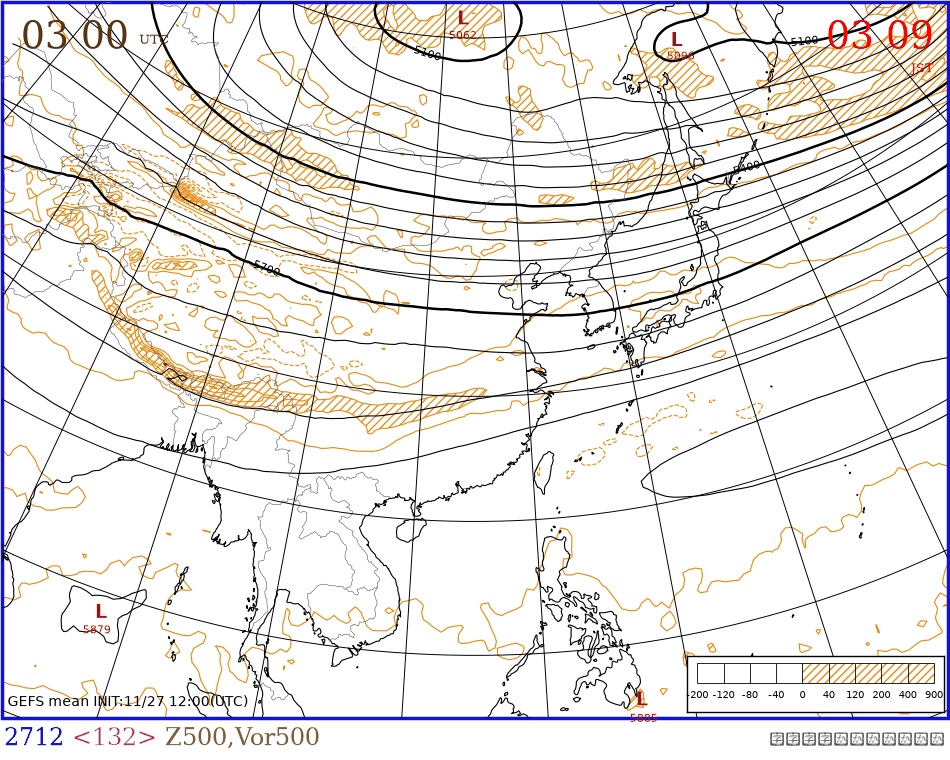 03 00 UTC
03 09
JST
L
5062
L
5098
5100
5100
5400
5700
L
5879
L
5885
-200 -120 -80 -40 0 40 120 200 400 900
GEFS mean INIT:11/27 12:00(UTC)
2712 <132> Z500,Vor500